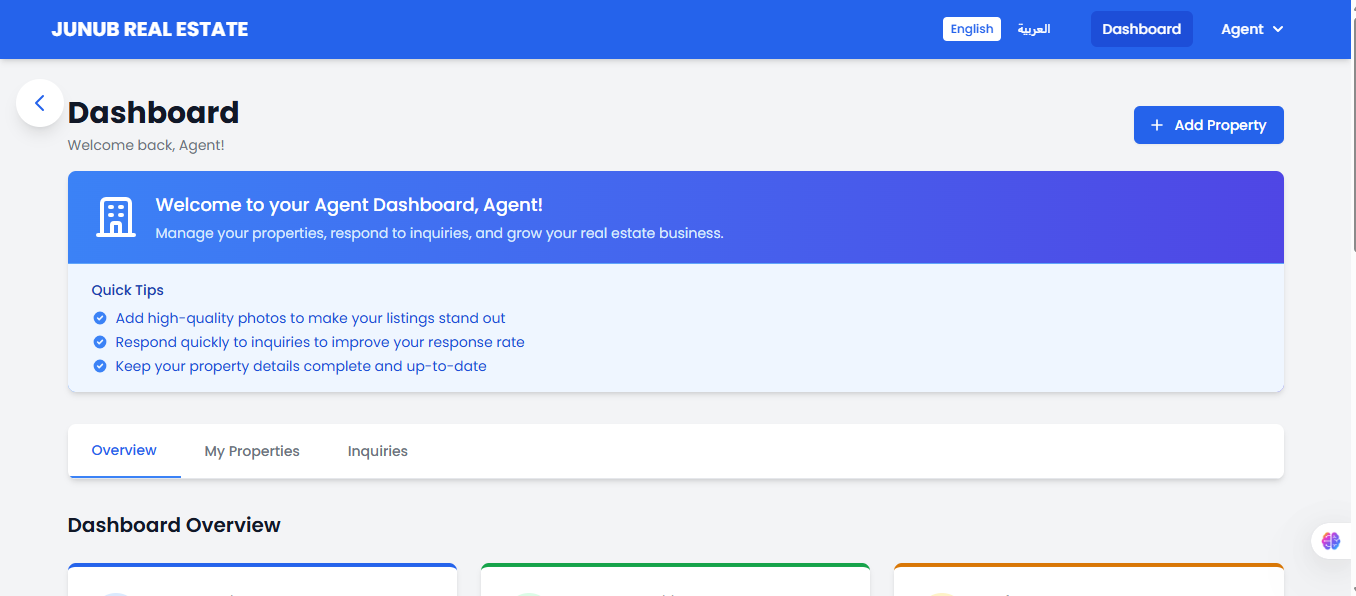 JUNUB REAL ESTATE
English
العربية
Dashboard
Agent
Dashboard
Welcome back, Agent!
+ Add Property
Welcome to your Agent Dashboard, Agent!
Manage your properties, respond to inquiries, and grow your real estate business.
Quick Tips
Add high-quality photos to make your listings stand out
Respond quickly to inquiries to improve your response rate
Keep your property details complete and up-to-date
Overview
My Properties
Inquiries
Dashboard Overview